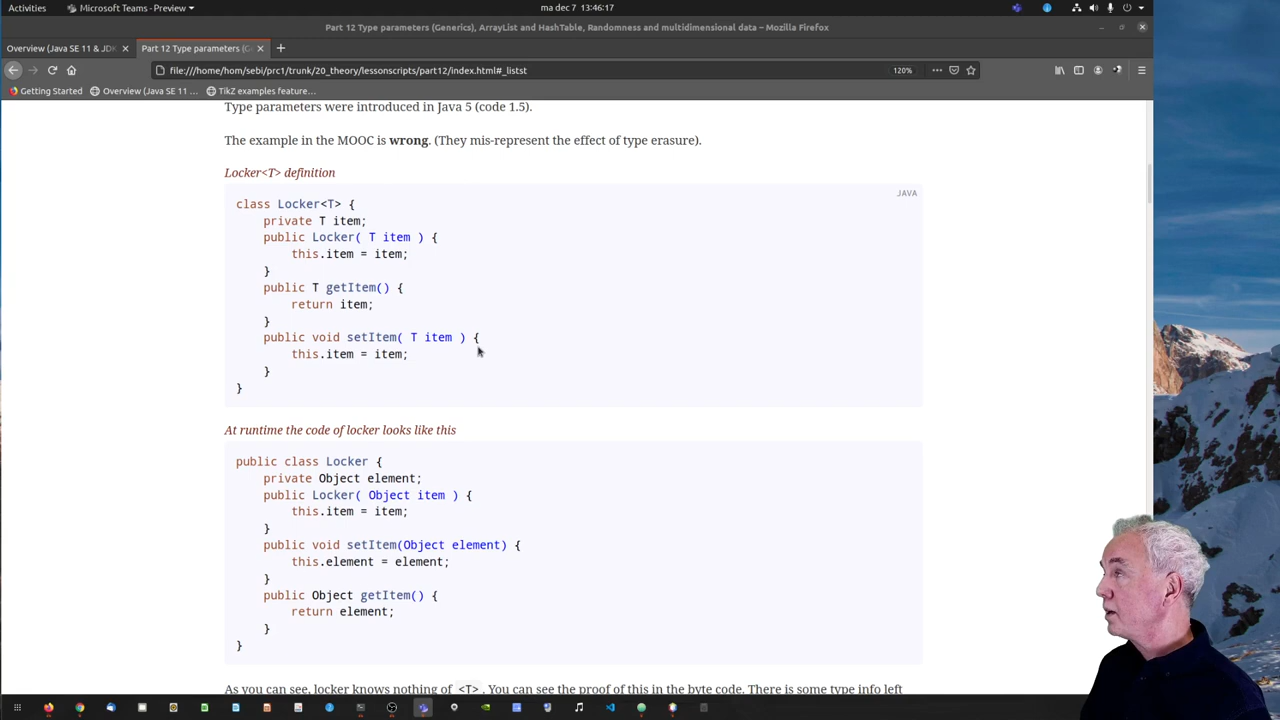 Activities
Microsoft Teams - Preview
ma dec 7 13:46:17
Part 12 Type parameters (Generics), ArrayList and HashTable, Randomness and multidimensional data – Mozilla Firefox
Overview (Java SE 11 & JDK
Part 12 Type parameters (G
file:///home/hom/sebi/prc1/trunk/20_theory/lessonscripts/part12/index.html#_listst
120%
Getting Started
Overview (Java SE 11 ...
TikZ examples feature...
Type parameters were introduced in Java 5 (code 1.5).
The example in the MOOC is wrong. (They mis-represent the effect of type erasure).
Locker<T> definition
JAVA
class Locker<T> {
    private T item;
    public Locker( T item ) {
        this.item = item;
    }
    public T getItem() {
        return item;
    }
    public void setItem( T item ) {
        this.item = item;
    }
}
At runtime the code of locker looks like this
public class Locker {
    private Object element;
    public Locker( Object item ) {
        this.item = item;
    }
    public void setItem(Object element) {
        this.element = element;
    }
    public Object getItem() {
        return element;
    }
}
As you can see, locker knows nothing of <T>. You can see the proof of this in the byte code. There is some type info left